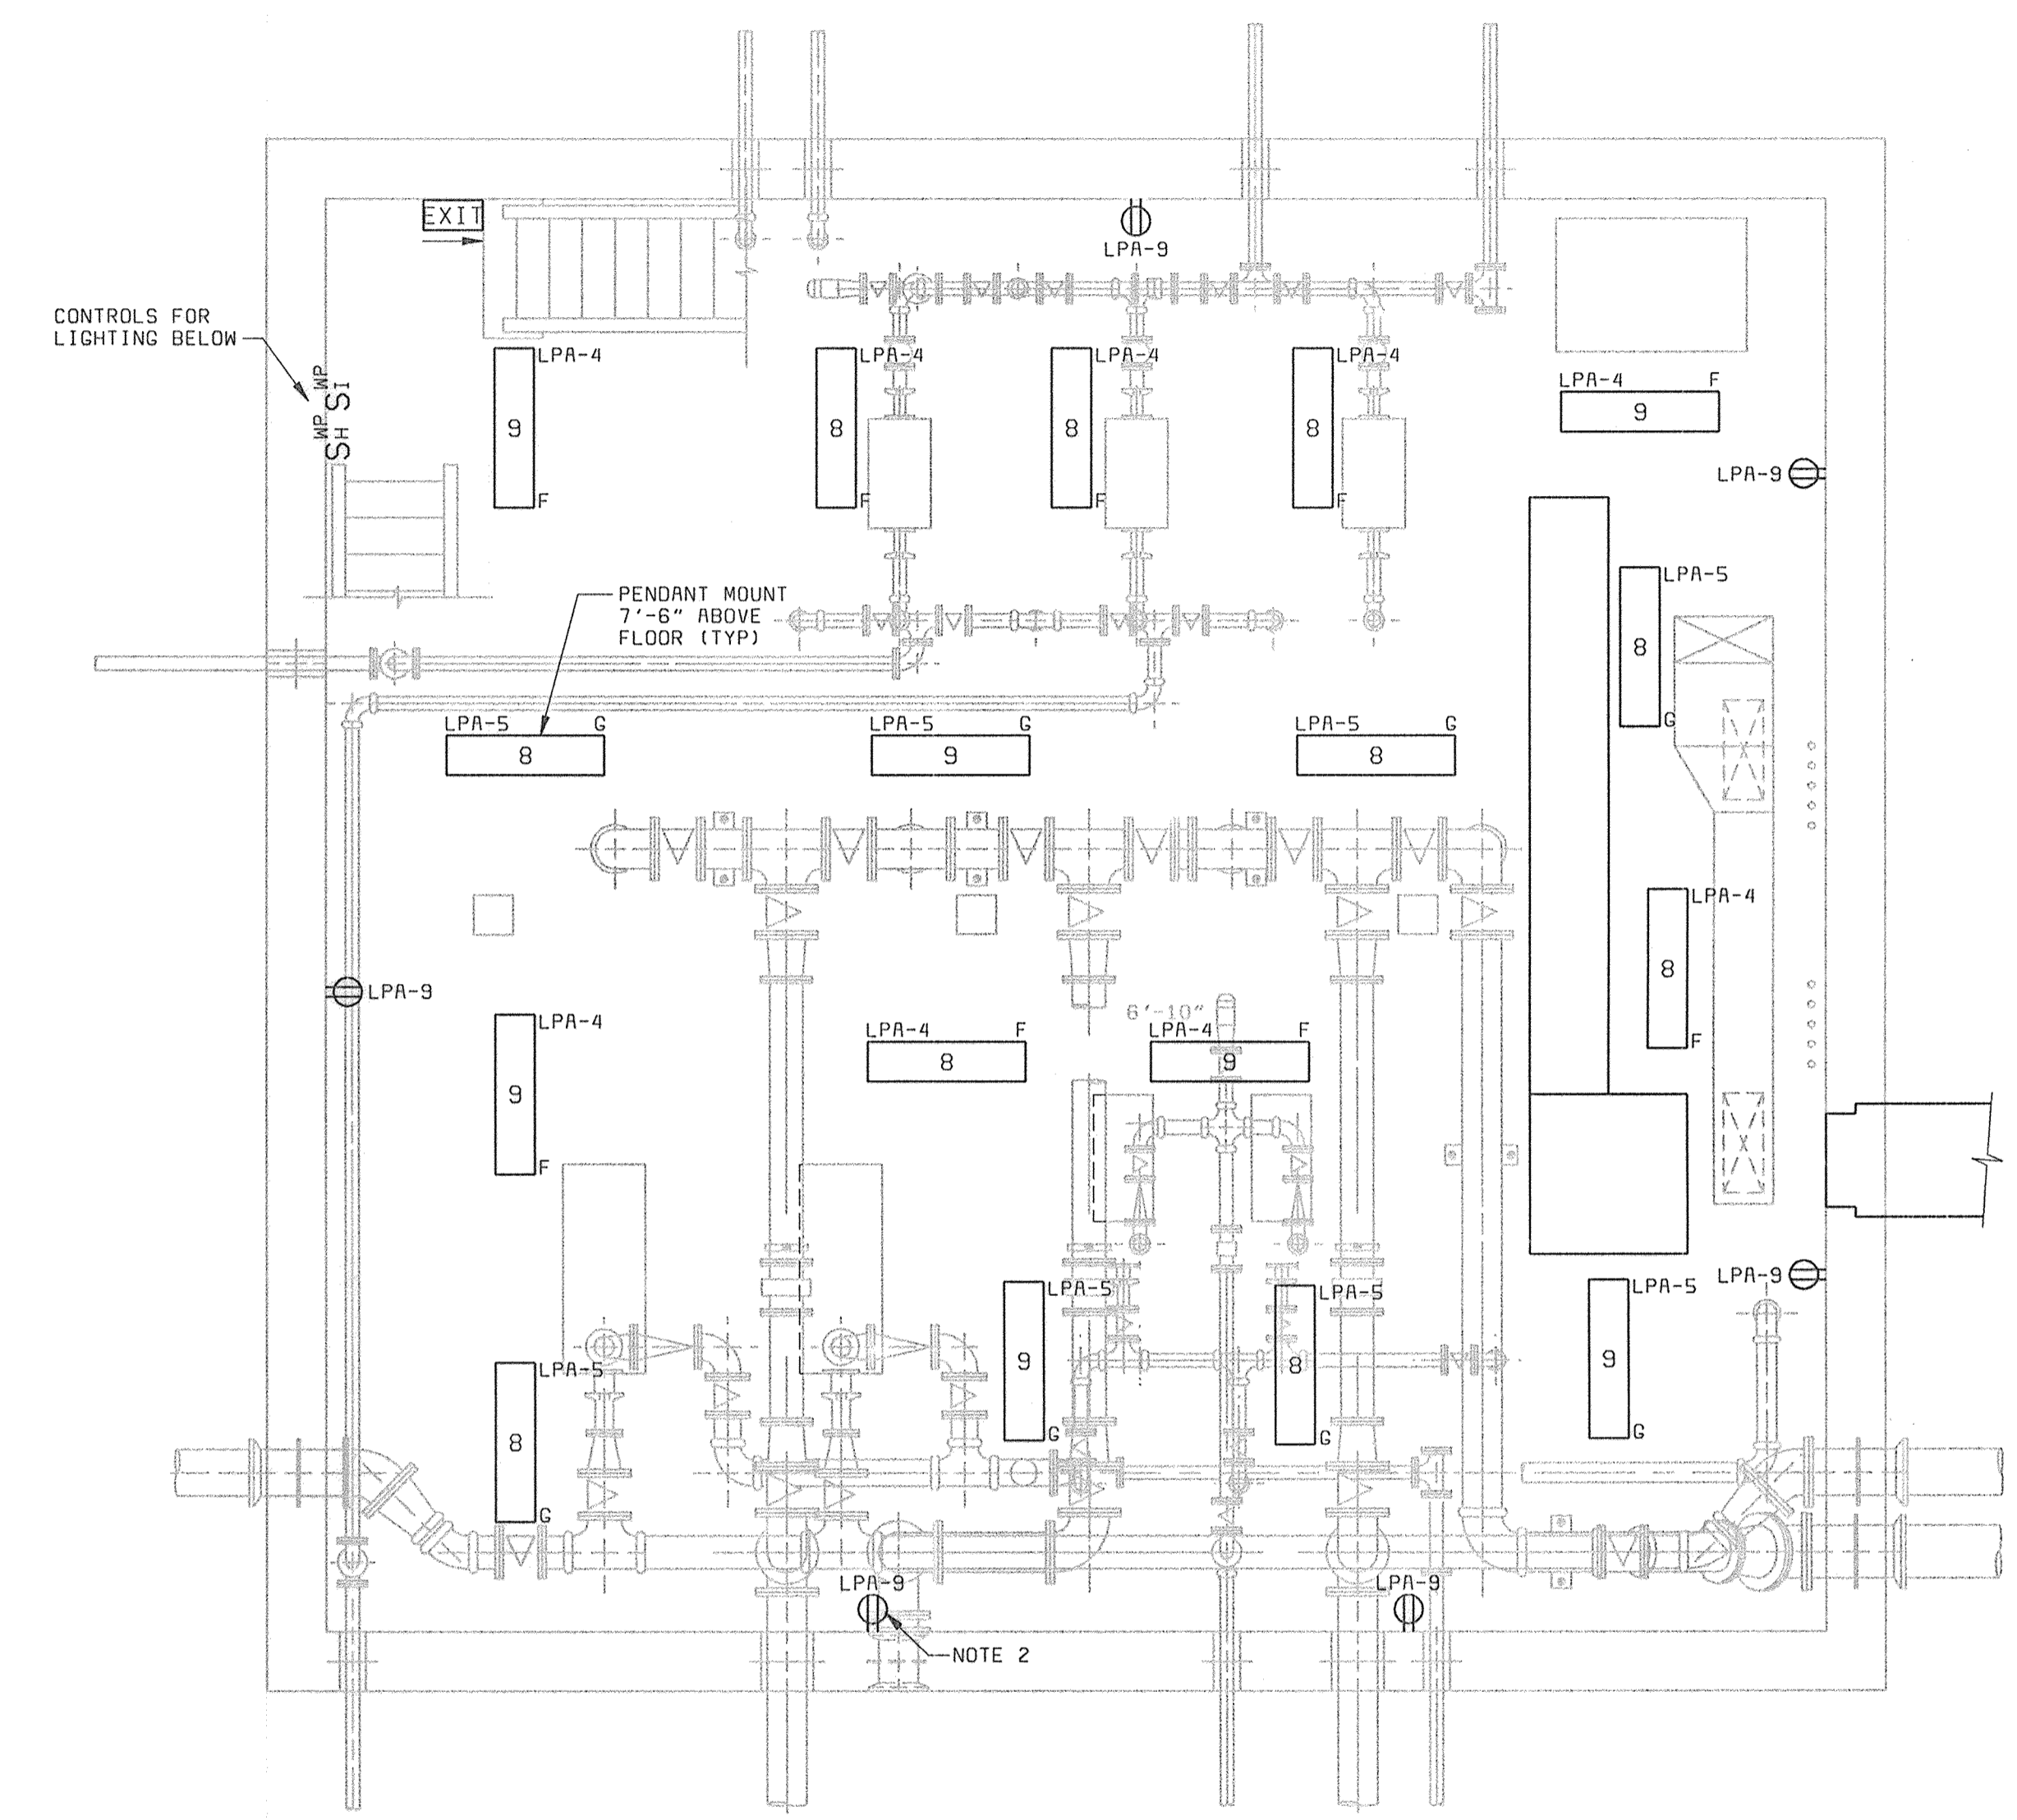 EXIT
LPA-9
CONTROLS FOR
LIGHTING BELOW
WP
SI
WP
SH
LPA-4
9
F
LPA-4
8
F
LPA-4
8
F
LPA-4
8
F
LPA-4 F
9
LPA-9
PENDANT MOUNT
7'-6" ABOVE
FLOOR (TYP)
LPA-5
8
G
LPA-5 G
8
LPA-5 G
9
LPA-5 G
8
LPA-4
8
F
LPA-9
LPA-4
9
F
LPA-4 F
8
6'-10"
LPA-4 F
9
LPA-5
9
G
LPA-5
8
G
LPA-5
9
G
LPA-9
LPA-5
8
G
LPA-9
LPA-9
NOTE 2